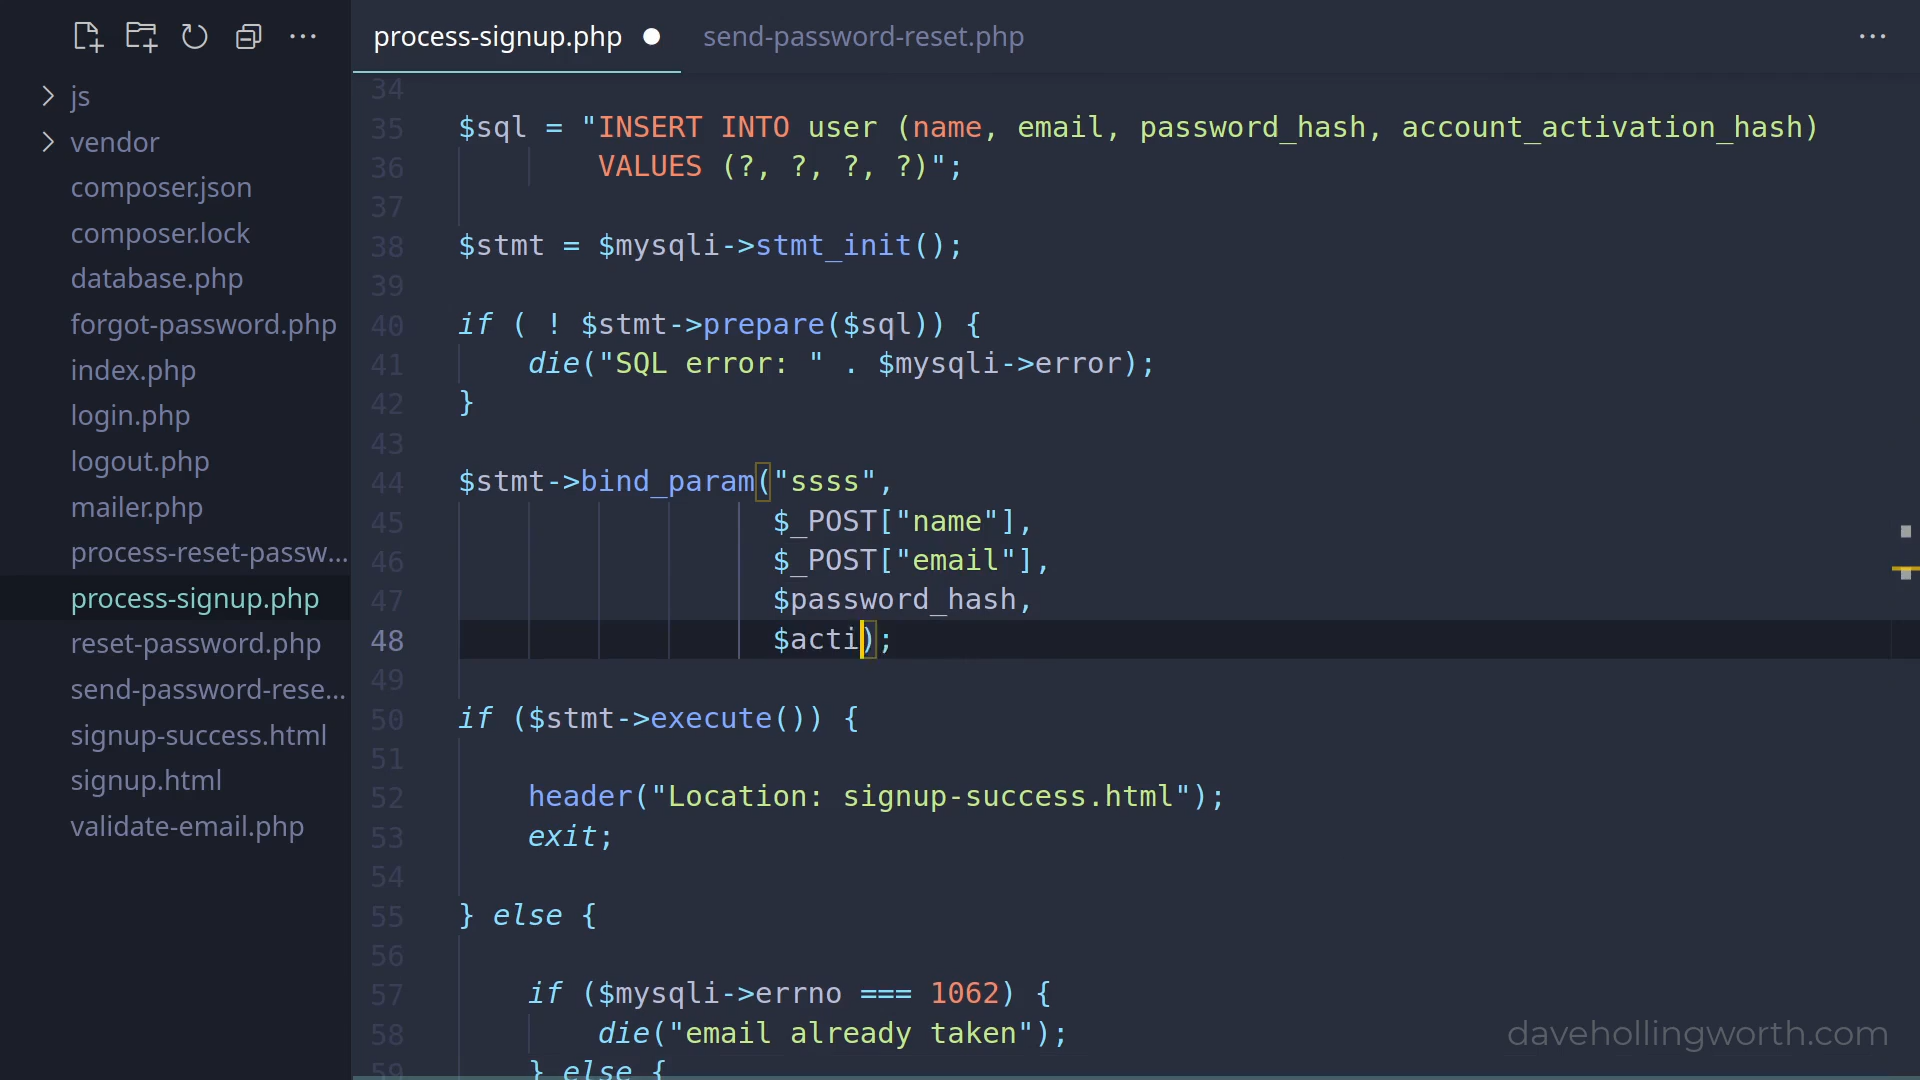 process-signup.php
send-password-reset.php
js
vendor
composer.json
composer.lock
database.php
forgot-password.php
index.php
login.php
logout.php
mailer.php
process-reset-passw...
process-signup.php
reset-password.php
send-password-rese...
signup-success.html
signup.html
validate-email.php
34
35 $sql = "INSERT INTO user (name, email, password_hash, account_activation_hash)
36 VALUES (?, ?, ?, ?)";
37
38 $stmt = $mysqli->stmt_init();
39
40 if ( ! $stmt->prepare($sql)) {
41 die("SQL error: " . $mysqli->error);
42 }
43
44 $stmt->bind_param("ssss",
45 $_POST["name"],
46 $_POST["email"],
47 $password_hash,
48 $acti);
49
50 if ($stmt->execute()) {
51
52 header("Location: signup-success.html");
53 exit;
54
55 } else {
56
57 if ($mysqli->errno === 1062) {
58 die("email already taken");
59 } else {
davehollingworth.com